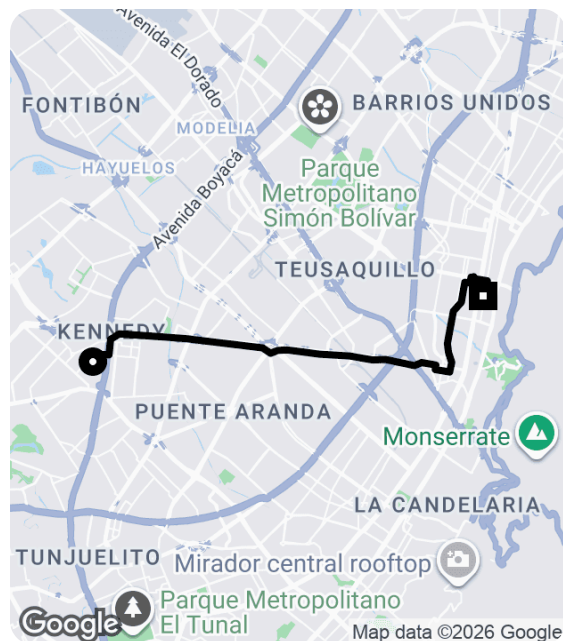 Avenida El Dorado
FONTIBÓN
BARRIOS UNIDOS
MODELIA
HAYUELOS
Avenida Boyacá
Parque
Metropolitano
Simón Bolívar
TEUSAQUILLO
KENNEDY
PUENTE ARANDA
Monserrate
LA CANDELARIA
TUNJUELITO
Mirador central rooftop
Parque Metropolitano
El Tunal
Google
Map data ©2026 Google